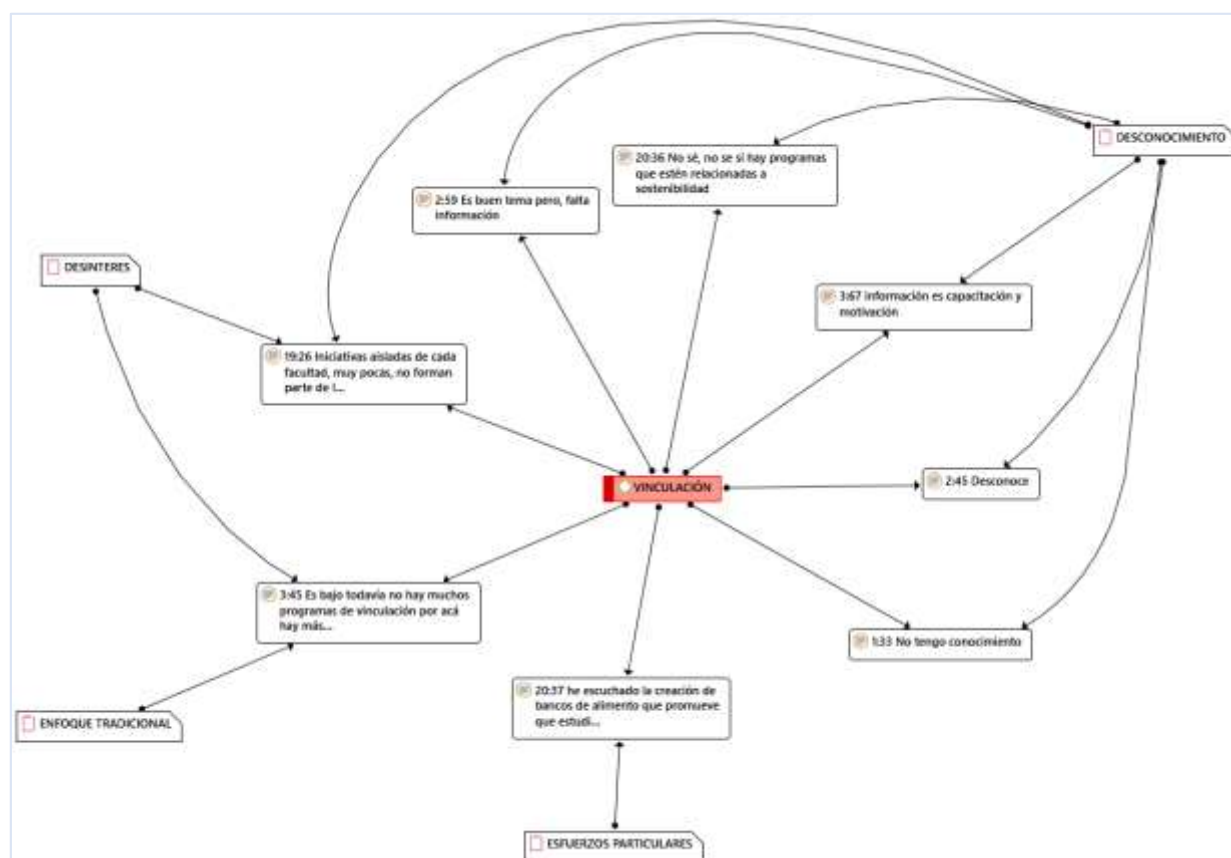 DESCONOCIMIENTO
20:36 No sé, no se si hay programas
que estén relacionadas a
sostenibilidad
2:59 Es buen tema pero, falta
información
DESINTERES
3:67 información es capacitación y
motivación
19:26 Iniciativas aisladas de cada
facultad, muy pocas, no forman
parte de l...
VINCULACIÓN
2:45 Desconoce
3:45 Es bajo todavía no hay muchos
programas de vinculación por acá
hay más...
1:33 No tengo conocimiento
20:37 he escuchado la creación de
bancos de alimento que promueve
que estudi...
ENFOQUE TRADICIONAL
ESFUERZOS PARTICULARES